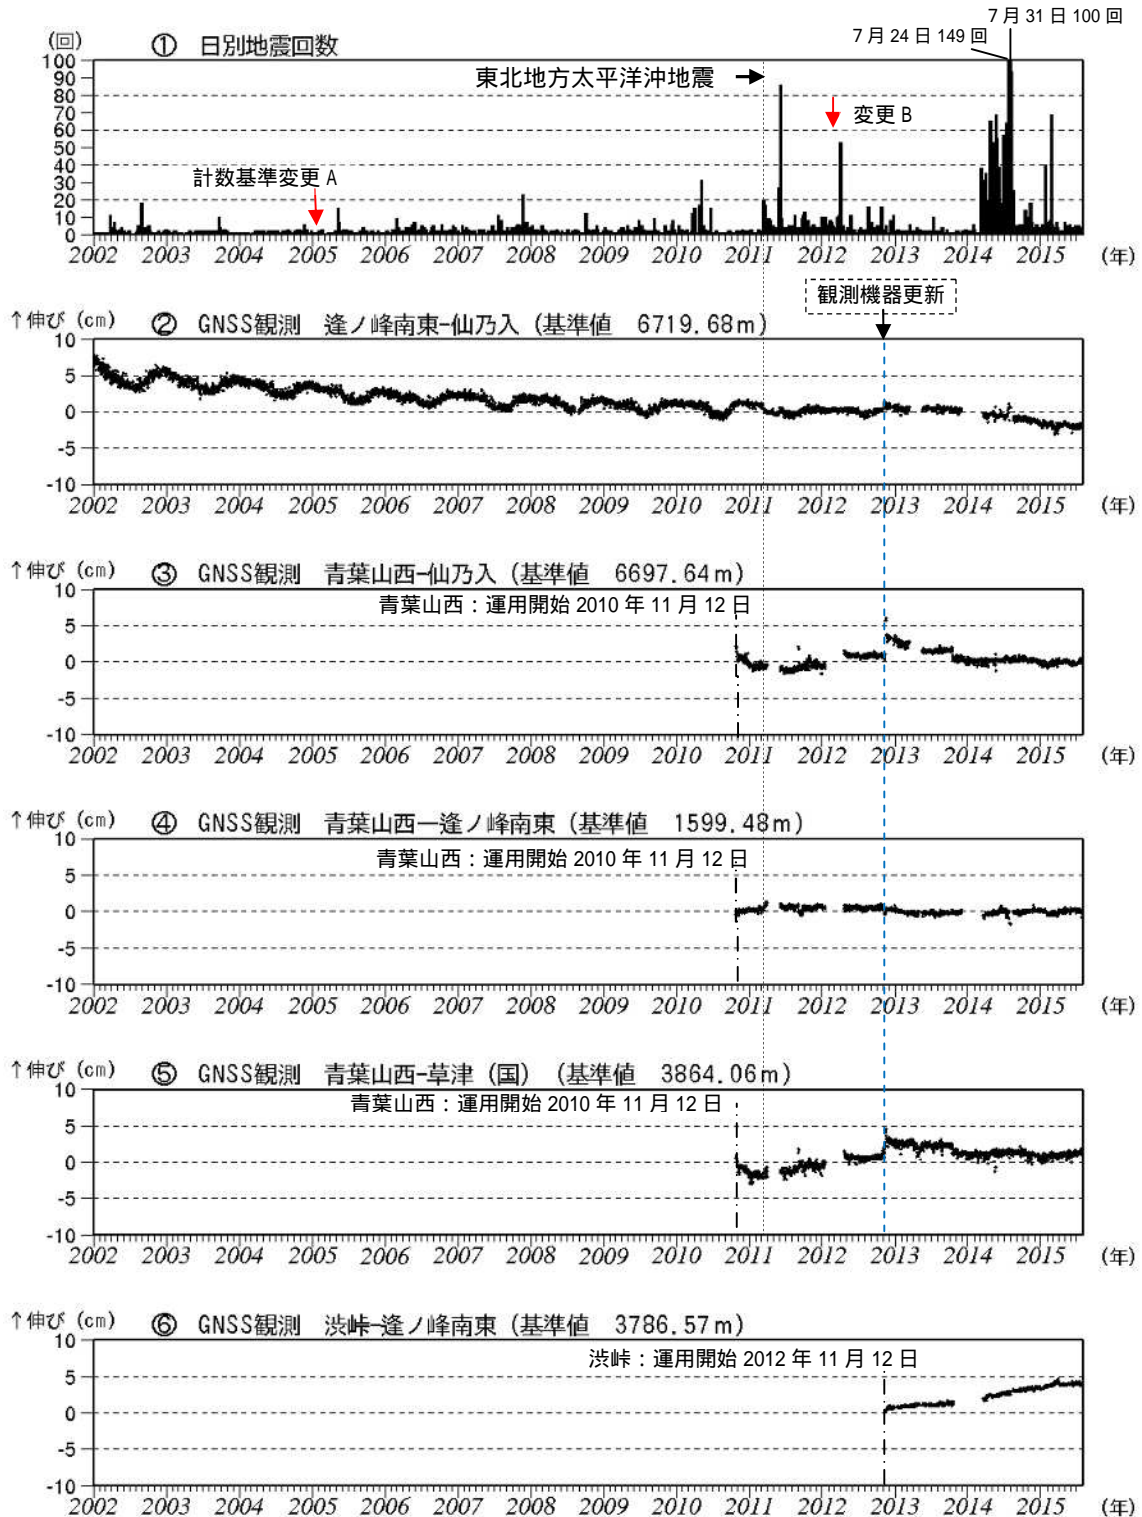 7月31日100回
7月24日149回
(回) ① 日別地震回数
東北地方太平洋沖地震
変更B
計数基準変更A
100
90
80
70
60
50
40
30
20
10
0
2002 2003 2004 2005 2006 2007 2008 2009 2010 2011 2012 2013 2014 2015 (年)
観測機器更新
↑伸び (cm) ② GNSS観測 逢ノ峰南東-仙乃入 (基準値 6719.68m)
10
5
0
-5
-10
2002 2003 2004 2005 2006 2007 2008 2009 2010 2011 2012 2013 2014 2015 (年)
↑伸び (cm) ③ GNSS観測 青葉山西-仙乃入 (基準値 6697.64m)
青葉山西:運用開始2010年11月12日
10
5
0
-5
-10
2002 2003 2004 2005 2006 2007 2008 2009 2010 2011 2012 2013 2014 2015 (年)
↑伸び (cm) ④ GNSS観測 青葉山西—逢ノ峰南東 (基準値 1599.48m)
青葉山西:運用開始2010年11月12日
10
5
0
-5
-10
2002 2003 2004 2005 2006 2007 2008 2009 2010 2011 2012 2013 2014 2015 (年)
↑伸び (cm) ⑤ GNSS観測 青葉山西-草津 (国) (基準値 3864.06m)
青葉山西:運用開始2010年11月12日
10
5
0
-5
-10
2002 2003 2004 2005 2006 2007 2008 2009 2010 2011 2012 2013 2014 2015 (年)
↑伸び (cm) ⑥ GNSS観測 渋峠-逢ノ峰南東 (基準値 3786.57m)
渋峠:運用開始2012年11月12日
10
5
0
-5
-10
2002 2003 2004 2005 2006 2007 2008 2009 2010 2011 2012 2013 2014 2015 (年)